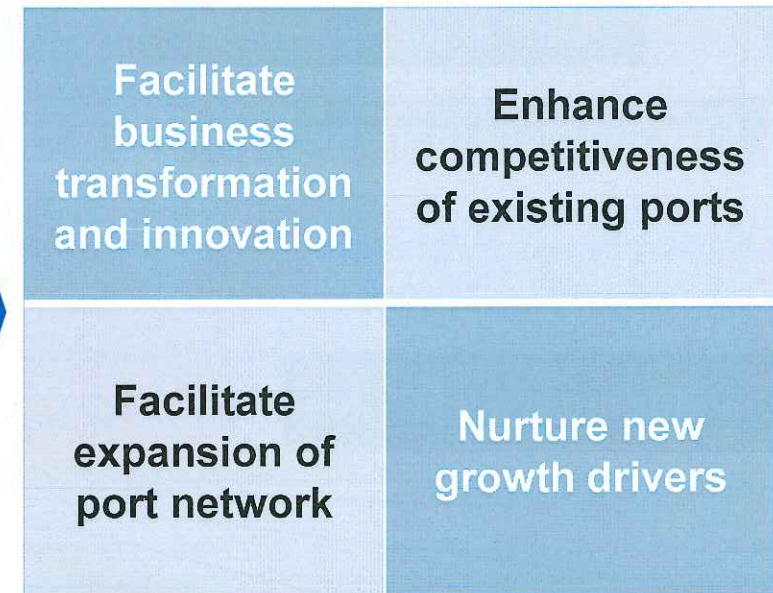 Facilitate
business
transformation
and innovation
Enhance
competitiveness
of existing ports
Facilitate
expansion of
port network
Nurture new
growth drivers